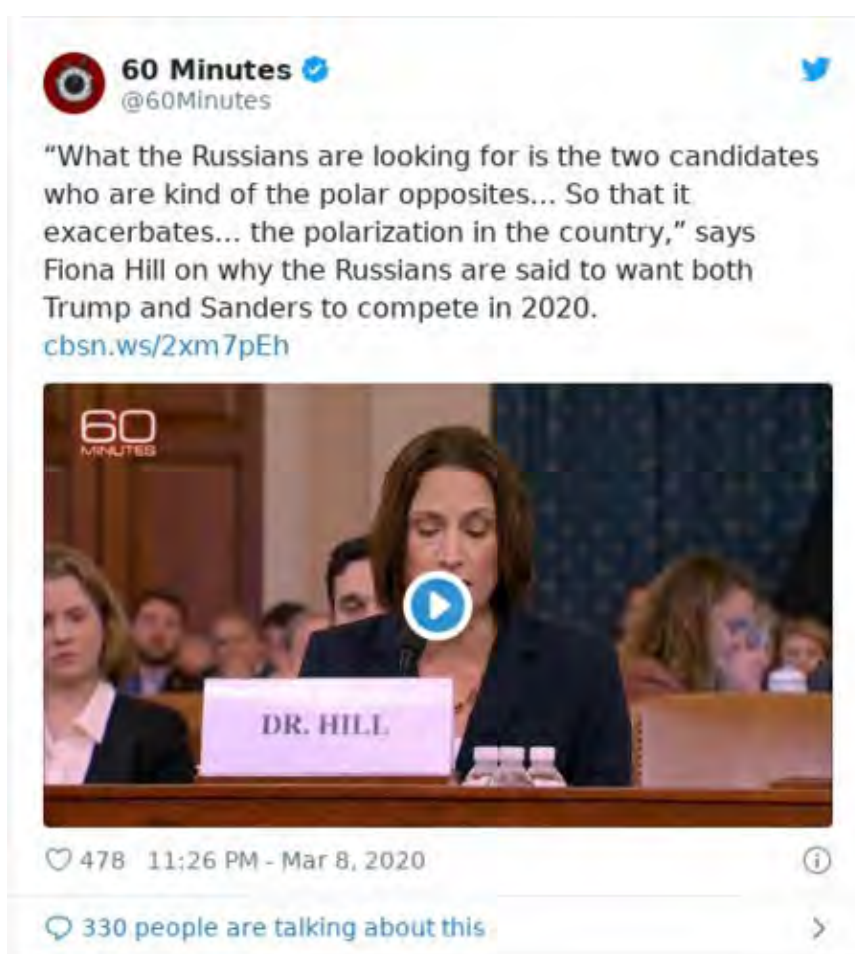 60 Minutes
@60Minutes
“What the Russians are looking for is the two candidates
who are kind of the polar opposites... So that it
exacerbates... the polarization in the country,” says
Fiona Hill on why the Russians are said to want both
Trump and Sanders to compete in 2020.
cbsn.ws/2xm7pEh
60
MINUTES
DR. HILL
478 11:26 PM - Mar 8, 2020
330 people are talking about this